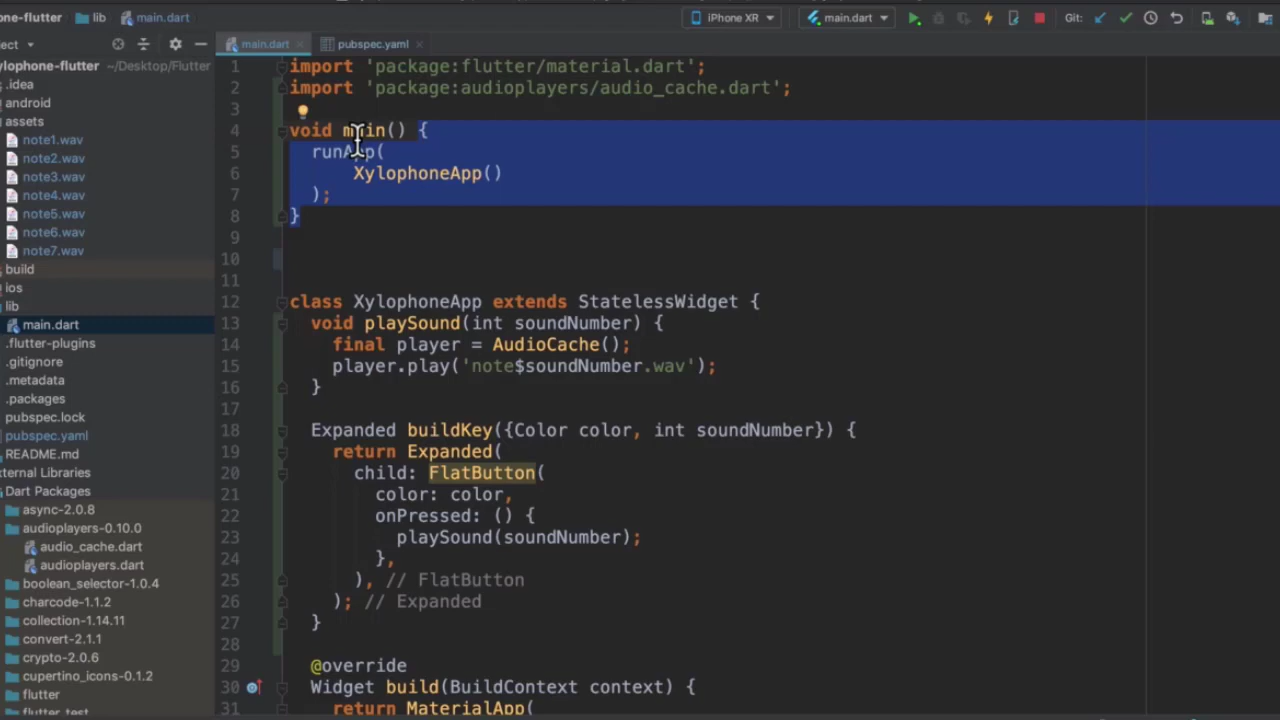 phone-flutter lib main.dart iPhone XR main.dart Git:
ect main.dart pubspec.yaml
ylophone-flutter ~/Desktop/Flutter
.idea
android
assets
note1.wav
note2.wav
note3.wav
note4.wav
note5.wav
note6.wav
note7.wav
build
ios
lib
main.dart
.flutter-plugins
.gitignore
.metadata
.packages
pubspec.lock
pubspec.yaml
README.md
xternal Libraries
Dart Packages
async-2.0.8
audioplayers-0.10.0
audio_cache.dart
audioplayers.dart
boolean_selector-1.0.4
charcode-1.1.2
collection-1.14.11
convert-2.1.1
crypto-2.0.6
cupertino_icons-0.1.2
flutter
flutter_test
1 import 'package:flutter/material.dart';
2 import 'package:audioplayers/audio_cache.dart';
3
4 void main() {
5 runApp(
6 XylophoneApp()
7 );
8 }
9
10
11
12 class XylophoneApp extends StatelessWidget {
13 void playSound(int soundNumber) {
14 final player = AudioCache();
15 player.play('note$soundNumber.wav');
16 }
17
18 Expanded buildKey({Color color, int soundNumber}) {
19 return Expanded(
20 child: FlatButton(
21 color: color,
22 onPressed: () {
23 playSound(soundNumber);
24 },
25 ), // FlatButton
26 ); // Expanded
27 }
28
29 @override
30 Widget build(BuildContext context) {
31 return MaterialApp(